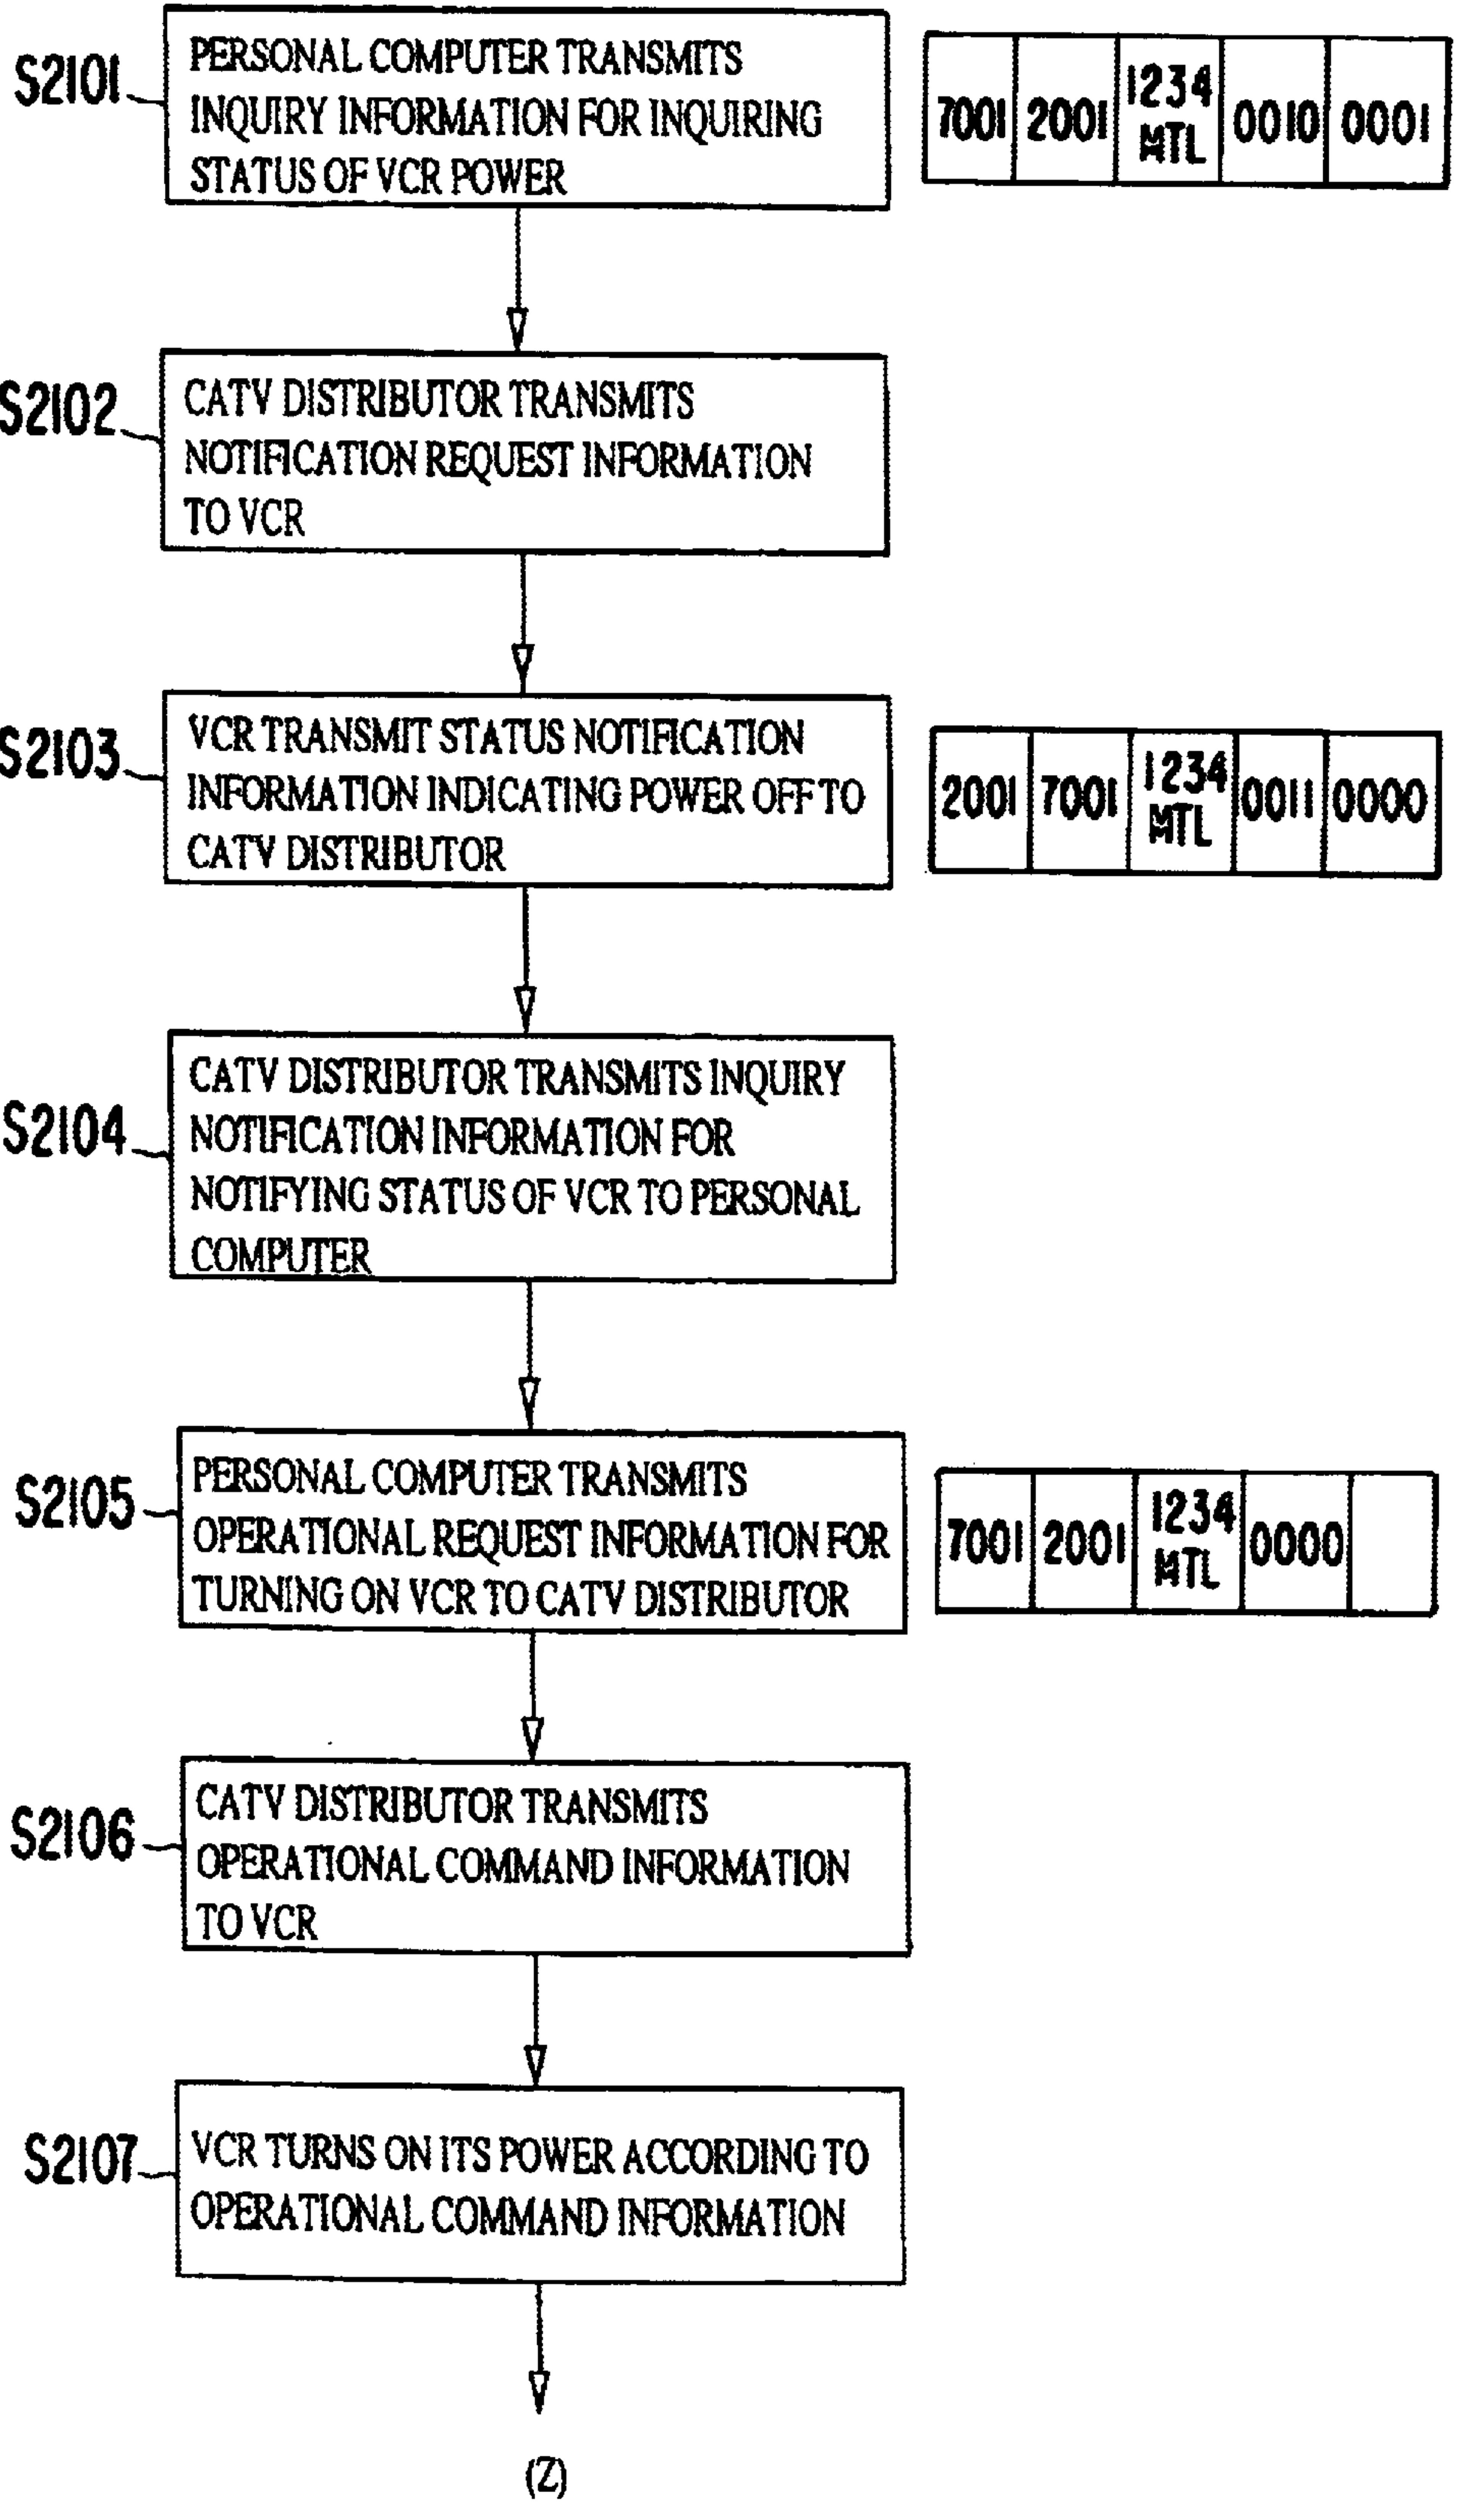 S2101
PERSONAL COMPUTER TRANSMITS
INQUIRY INFORMATION FOR INQUIRING
STATUS OF VCR POWER
7001 2001 1234 MTL 0010 0001
S2102
CATV DISTRIBUTOR TRANSMITS
NOTIFICATION REQUEST INFORMATION
TO VCR
S2103
VCR TRANSMIT STATUS NOTIFICATION
INFORMATION INDICATING POWER OFF TO
CATV DISTRIBUTOR
2001 7001 1234 MTL 0011 0000
S2104
CATV DISTRIBUTOR TRANSMITS INQUIRY
NOTIFICATION INFORMATION FOR
NOTIFYING STATUS OF VCR TO PERSONAL
COMPUTER
S2105
PERSONAL COMPUTER TRANSMITS
OPERATIONAL REQUEST INFORMATION FOR
TURNING ON VCR TO CATV DISTRIBUTOR
7001 2001 1234 MTL 0000
S2106
CATV DISTRIBUTOR TRANSMITS
OPERATIONAL COMMAND INFORMATION
TO VCR
S2107
VCR TURNS ON ITS POWER ACCORDING TO
OPERATIONAL COMMAND INFORMATION
(Z)